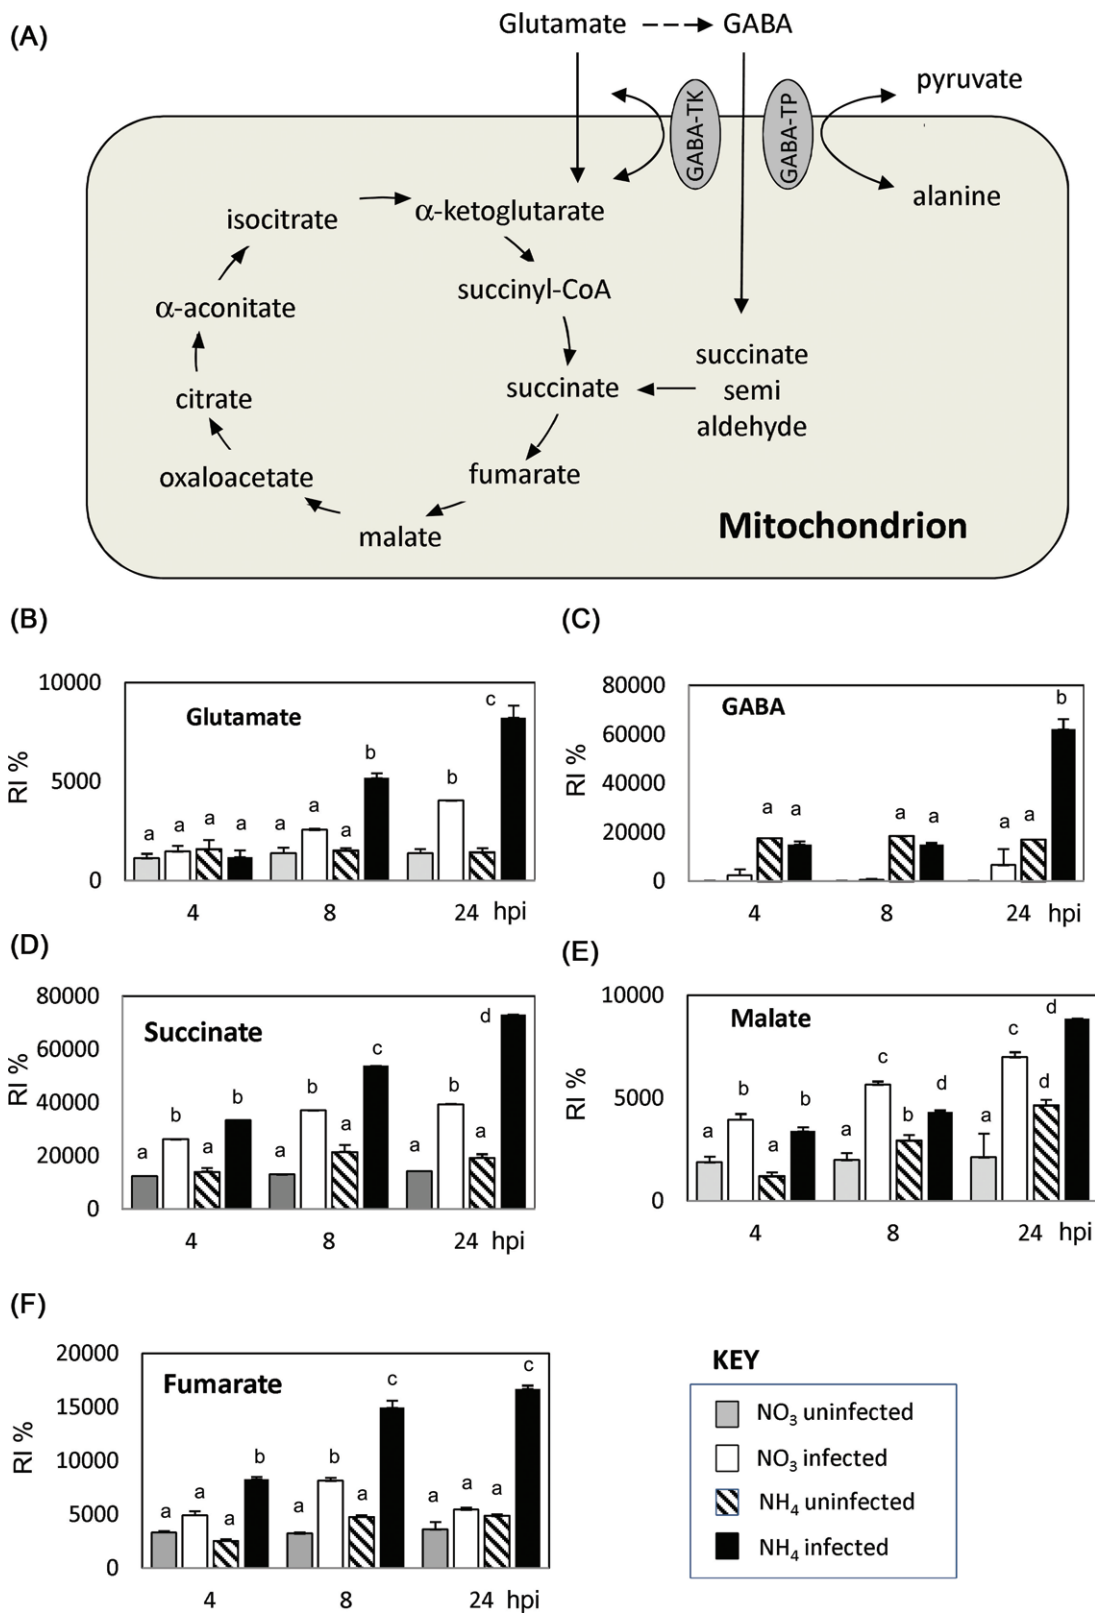 (A)
Glutamate GABA
GABA-TK
GABA-TP
pyruvate
alanine
isocitrate
α-ketoglutarate
α-aconitate
succinyl-CoA
citrate
succinate
succinate
semi
aldehyde
oxaloacetate
fumarate
malate
Mitochondrion
(B)
Glutamate
RI %
10000
5000
0
a a a a
a a a b
b c
4 8 24 hpi
(C)
GABA
RI %
80000
60000
40000
20000
0
a a
a a
a a b
4 8 24 hpi
(D)
Succinate
RI %
80000
60000
40000
20000
0
a b a b
a b a c
a b a d
4 8 24 hpi
(E)
Malate
RI %
10000
5000
0
a b a b
a c b d
a c d d
4 8 24 hpi
(F)
Fumarate
RI %
20000
15000
10000
5000
0
a a a b
a b a c
a a a c
4 8 24 hpi
KEY
NO₃ uninfected
NO₃ infected
NH₄ uninfected
NH₄ infected